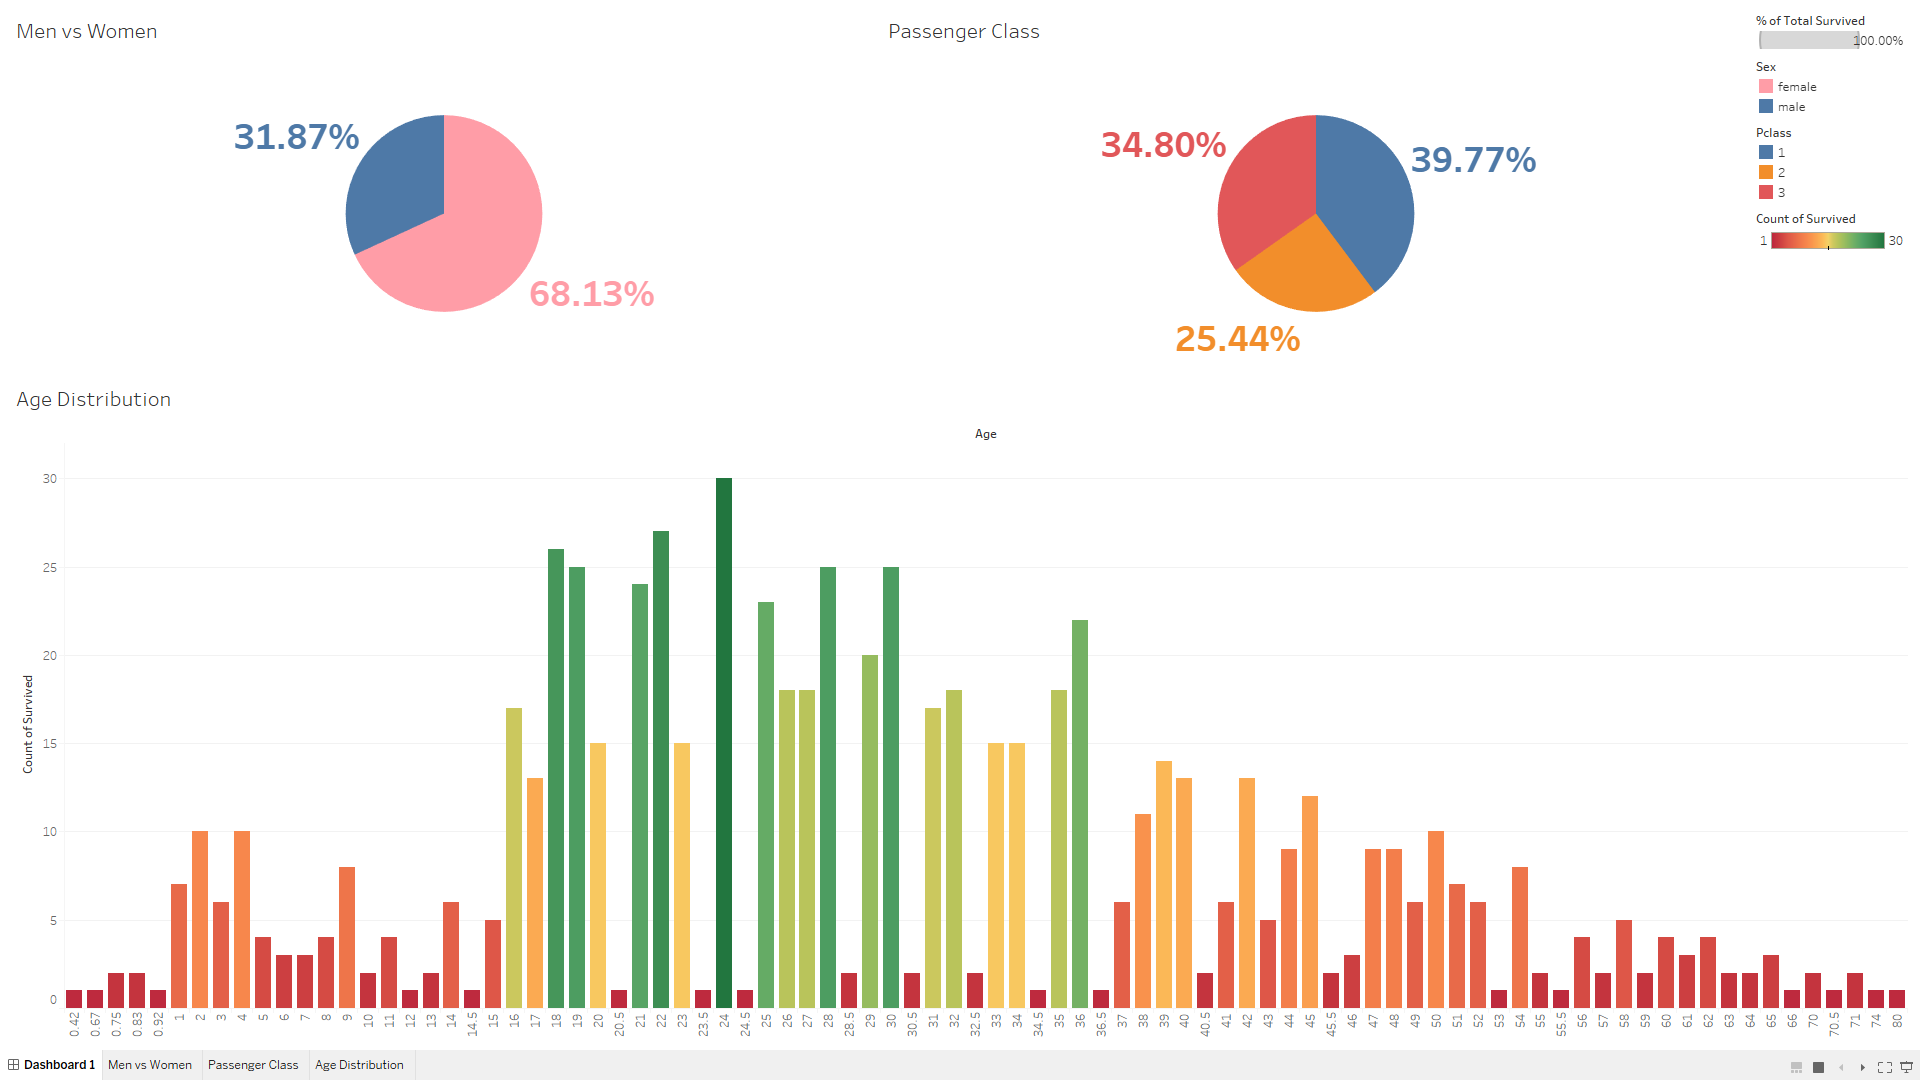 Men vs Women
Passenger Class
% of Total Survived
100.00%
Sex
female
male
Pclass
1
2
3
Count of Survived
1 30
31.87%
68.13%
34.80%
39.77%
25.44%
Age Distribution
Age
Count of Survived
30
25
20
15
10
5
0
0.42 0.67 0.75 0.83 0.92 1 2 3 4 5 6 7 8 9 10 11 12 13 14 14.5 15 16 17 18 19 20 20.5 21 22 23 23.5 24 24.5 25 26 27 28 28.5 29 30 30.5 31 32 32.5 33 34 34.5 35 36 36.5 37 38 39 40 40.5 41 42 43 44 45 45.5 46 47 48 49 50 51 52 53 54 55 55.5 56 57 58 59 60 61 62 63 64 65 66 70 70.5 71 74 80
Dashboard 1 Men vs Women Passenger Class Age Distribution